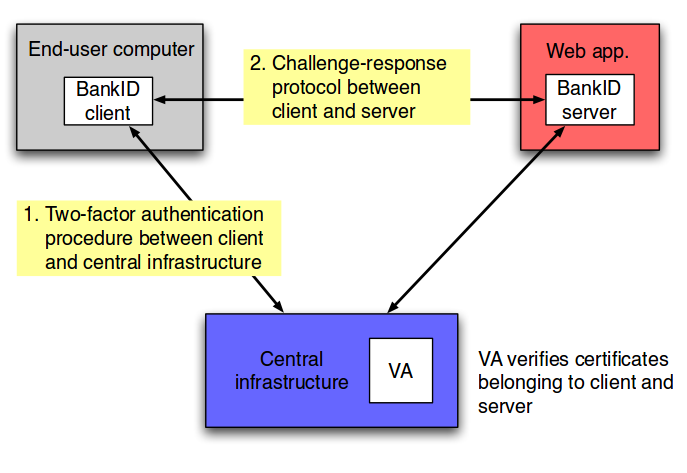 End-user computer
BankID
client
2. Challenge-response
protocol between
client and server
Web app.
BankID
server
1. Two-factor authentication
procedure between client
and central infrastructure
Central
infrastructure
VA
VA verifies certificates
belonging to client and
server